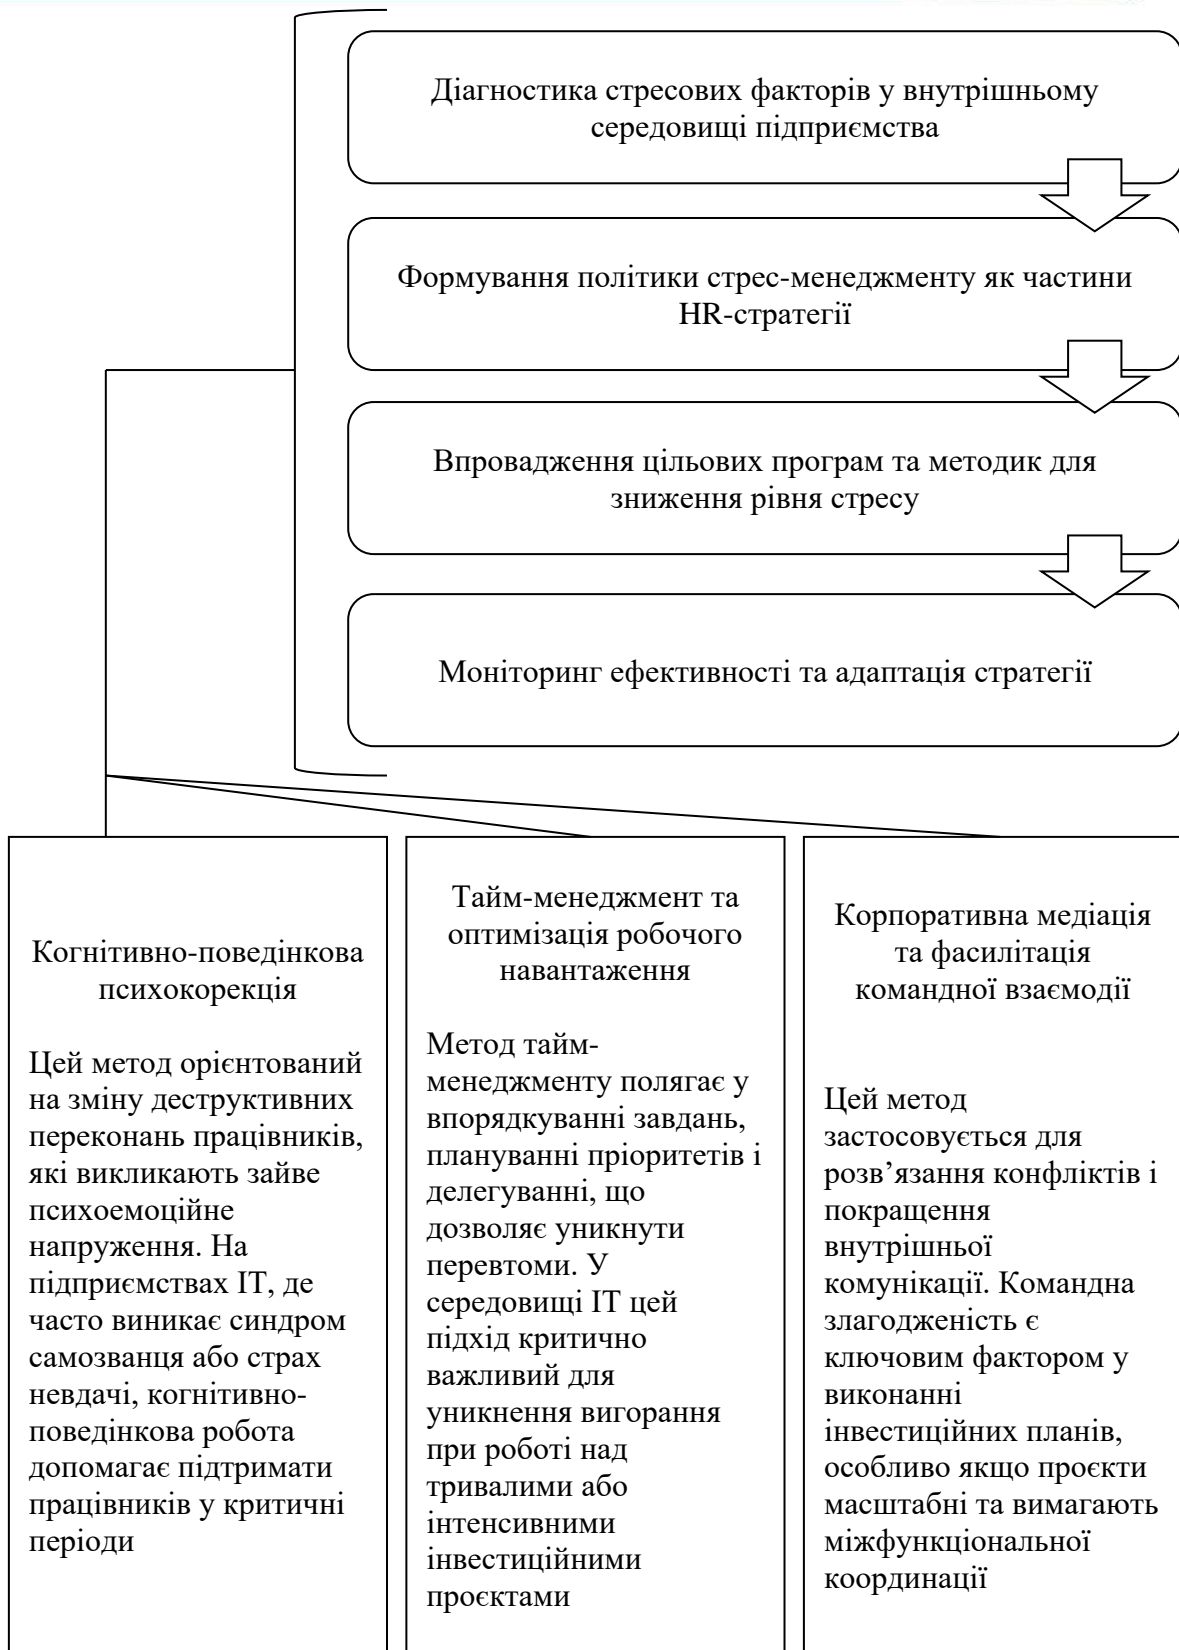 Діагностика стресових факторів у внутрішньому
середовищі підприємства
Формування політики стрес-менеджменту як частини
HR-стратегії
Впровадження цільових програм та методик для
зниження рівня стресу
Моніторинг ефективності та адаптація стратегії
Когнітивно-поведінкова
психокорекція
Цей метод орієнтований
на зміну деструктивних
переконань працівників,
які викликають зайве
психоемоційне
напруження. На
підприємствах ІТ, де
часто виникає синдром
самозванця або страх
невдачі, когнітивно-
поведінкова робота
допомагає підтримати
працівників у критичні
періоди
Тайм-менеджмент та
оптимізація робочого
навантаження
Метод тайм-
менеджменту полягає у
впорядкуванні завдань,
плануванні пріоритетів і
делегуванні, що
дозволяє уникнути
перевтоми. У
середовищі ІТ цей
підхід критично
важливий для
уникнення вигорання
при роботі над
тривалими або
інтенсивними
інвестиційними
проєктами
Корпоративна медіація
та фасилітація
командної взаємодії
Цей метод
застосовується для
розв’язання конфліктів і
покращення
внутрішньої
комунікації. Командна
злагодженість є
ключовим фактором у
виконанні
інвестиційних планів,
особливо якщо проєкти
масштабні та вимагають
міжфункціональної
координації